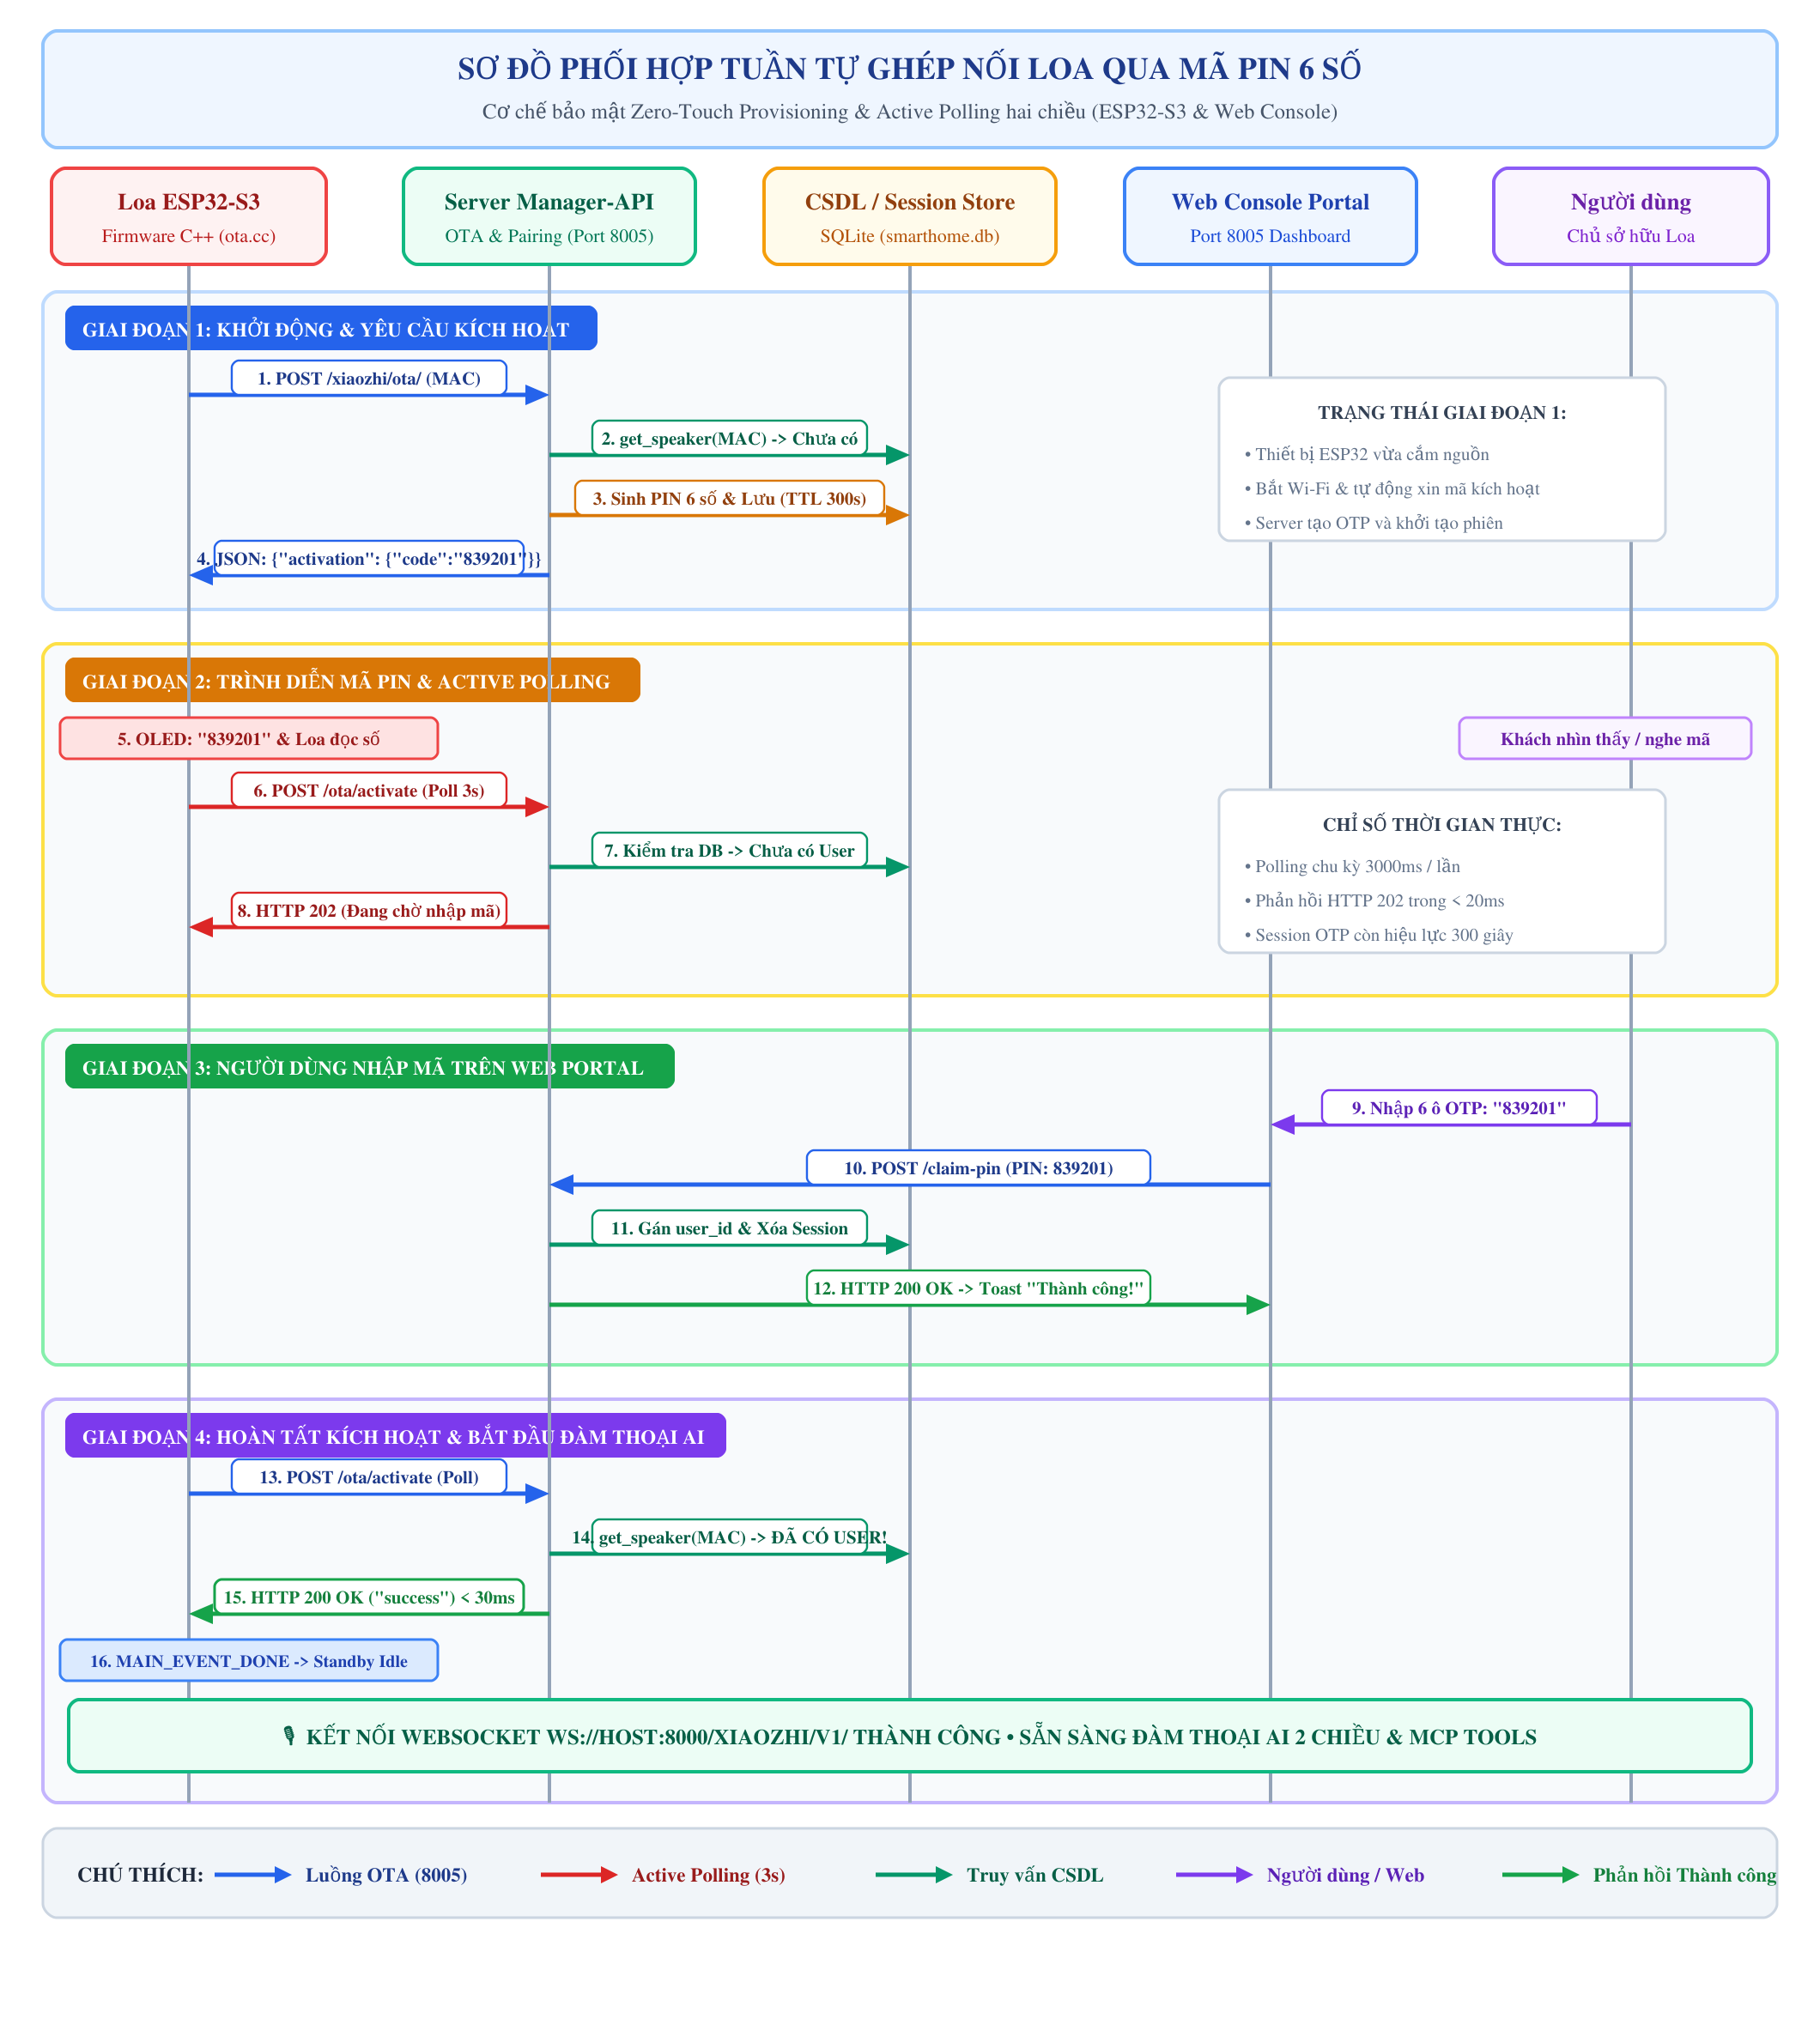 SƠ ĐỒ PHỐI HỢP TUẦN TỰ GHÉP NỐI LOA QUA MÃ PIN 6 SỐ
Cơ chế bảo mật Zero-Touch Provisioning & Active Polling hai chiều (ESP32-S3 & Web Console)
Loa ESP32-S3
Firmware C++ (ota.cc)
Server Manager-API
OTA & Pairing (Port 8005)
CSDL / Session Store
SQLite (smarthome.db)
Web Console Portal
Port 8005 Dashboard
Người dùng
Chủ sở hữu Loa
GIAI ĐOẠN 1: KHỞI ĐỘNG & YÊU CẦU KÍCH HOẠT
1. POST /xiaozhi/ota/ (MAC)
2. get_speaker(MAC) -> Chưa có
3. Sinh PIN 6 số & Lưu (TTL 300s)
4. JSON: {"activation": {"code":"839201"}}
TRẠNG THÁI GIAI ĐOẠN 1:
• Thiết bị ESP32 vừa cắm nguồn
• Bắt Wi-Fi & tự động xin mã kích hoạt
• Server tạo OTP và khởi tạo phiên
GIAI ĐOẠN 2: TRÌNH DIỄN MÃ PIN & ACTIVE POLLING
5. OLED: "839201" & Loa đọc số
Khách nhìn thấy / nghe mã
6. POST /ota/activate (Poll 3s)
7. Kiểm tra DB -> Chưa có User
8. HTTP 202 (Đang chờ nhập mã)
CHỈ SỐ THỜI GIAN THỰC:
• Polling chu kỳ 3000ms / lần
• Phản hồi HTTP 202 trong < 20ms
• Session OTP còn hiệu lực 300 giây
GIAI ĐOẠN 3: NGƯỜI DÙNG NHẬP MÃ TRÊN WEB PORTAL
9. Nhập 6 ô OTP: "839201"
10. POST /claim-pin (PIN: 839201)
11. Gán user_id & Xóa Session
12. HTTP 200 OK -> Toast "Thành công!"
GIAI ĐOẠN 4: HOÀN TẤT KÍCH HOẠT & BẮT ĐẦU ĐÀM THOẠI AI
13. POST /ota/activate (Poll)
14. get_speaker(MAC) -> ĐÃ CÓ USER!
15. HTTP 200 OK ("success") < 30ms
16. MAIN_EVENT_DONE -> Standby Idle
🎙 KẾT NỐI WEBSOCKET WS://HOST:8000/XIAOZHI/V1/ THÀNH CÔNG • SẴN SÀNG ĐÀM THOẠI AI 2 CHIỀU & MCP TOOLS
CHÚ THÍCH:
Luồng OTA (8005)
Active Polling (3s)
Truy vấn CSDL
Người dùng / Web
Phản hồi Thành công